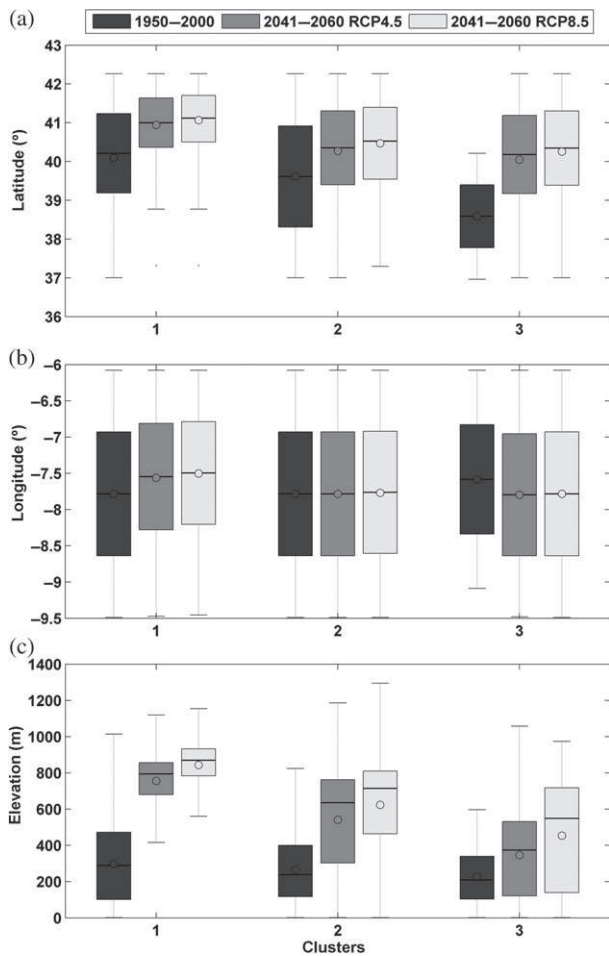 (a)
1950–2000 2041–2060 RCP4.5 2041–2060 RCP8.5
43
42
41
40
39
38
37
36
Latitude (º)
1 2 3
(b)
–6
–6.5
–7
–7.5
–8
–8.5
–9
–9.5
Longitude (º)
1 2 3
(c)
1400
1200
1000
800
600
400
200
0
Elevation (m)
1 2 3
Clusters